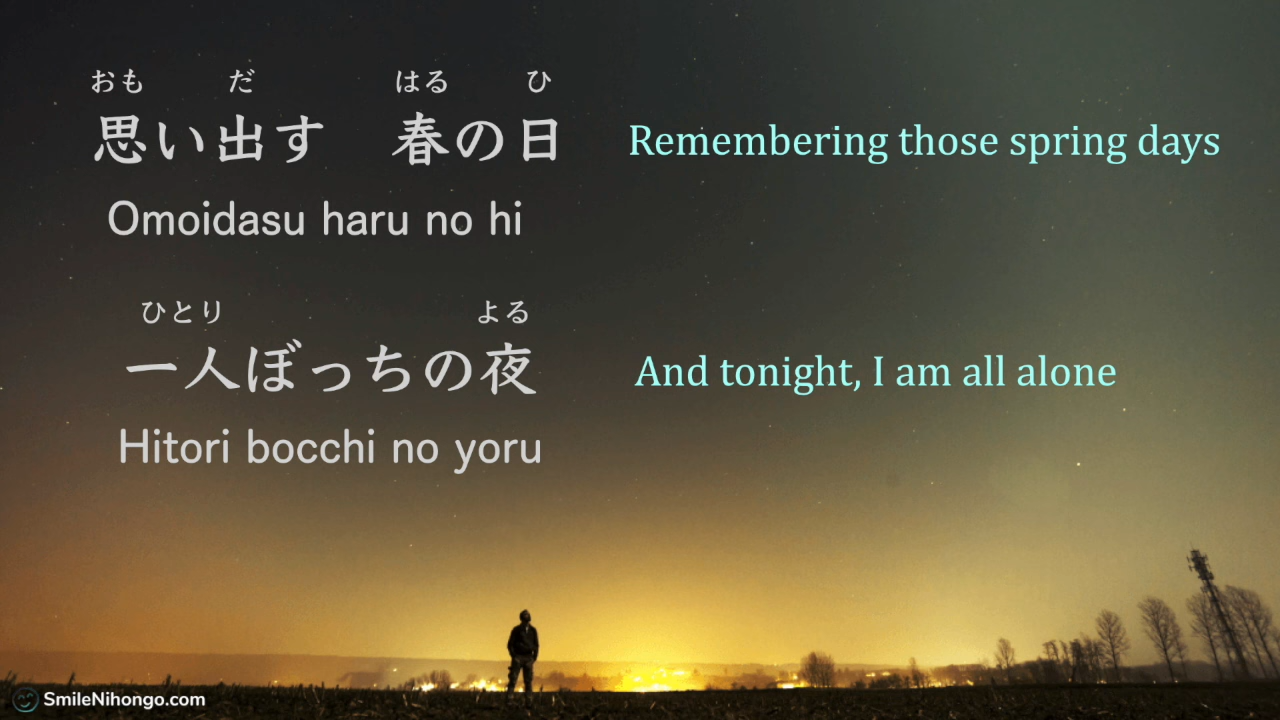 おも だ はる ひ
思い出す 春の日
Remembering those spring days
Omoidasu haru no hi
ひとり よる
一人ぼっちの夜
And tonight, I am all alone
Hitori bocchi no yoru
SmileNihongo.com